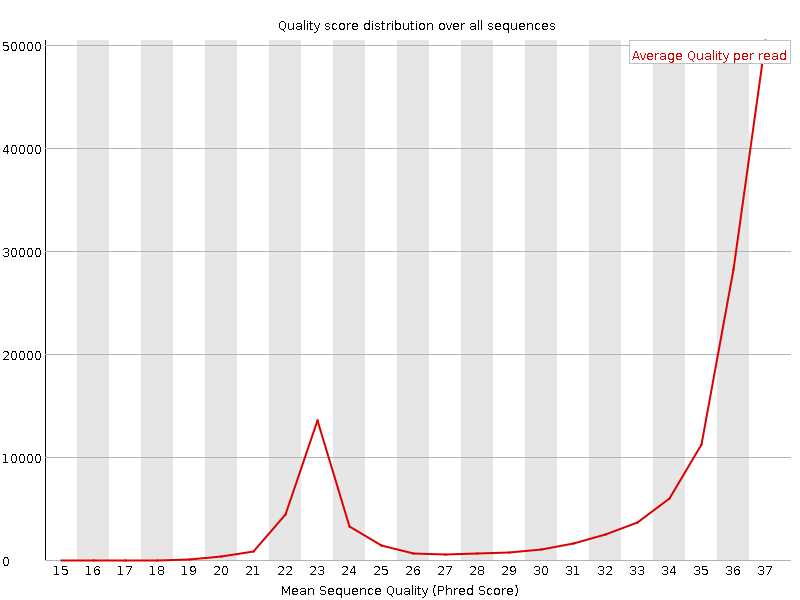 Quality score distribution over all sequences
Average Quality per read
50000
40000
30000
20000
10000
0
15 16 17 18 19 20 21 22 23 24 25 26 27 28 29 30 31 32 33 34 35 36 37
Mean Sequence Quality (Phred Score)